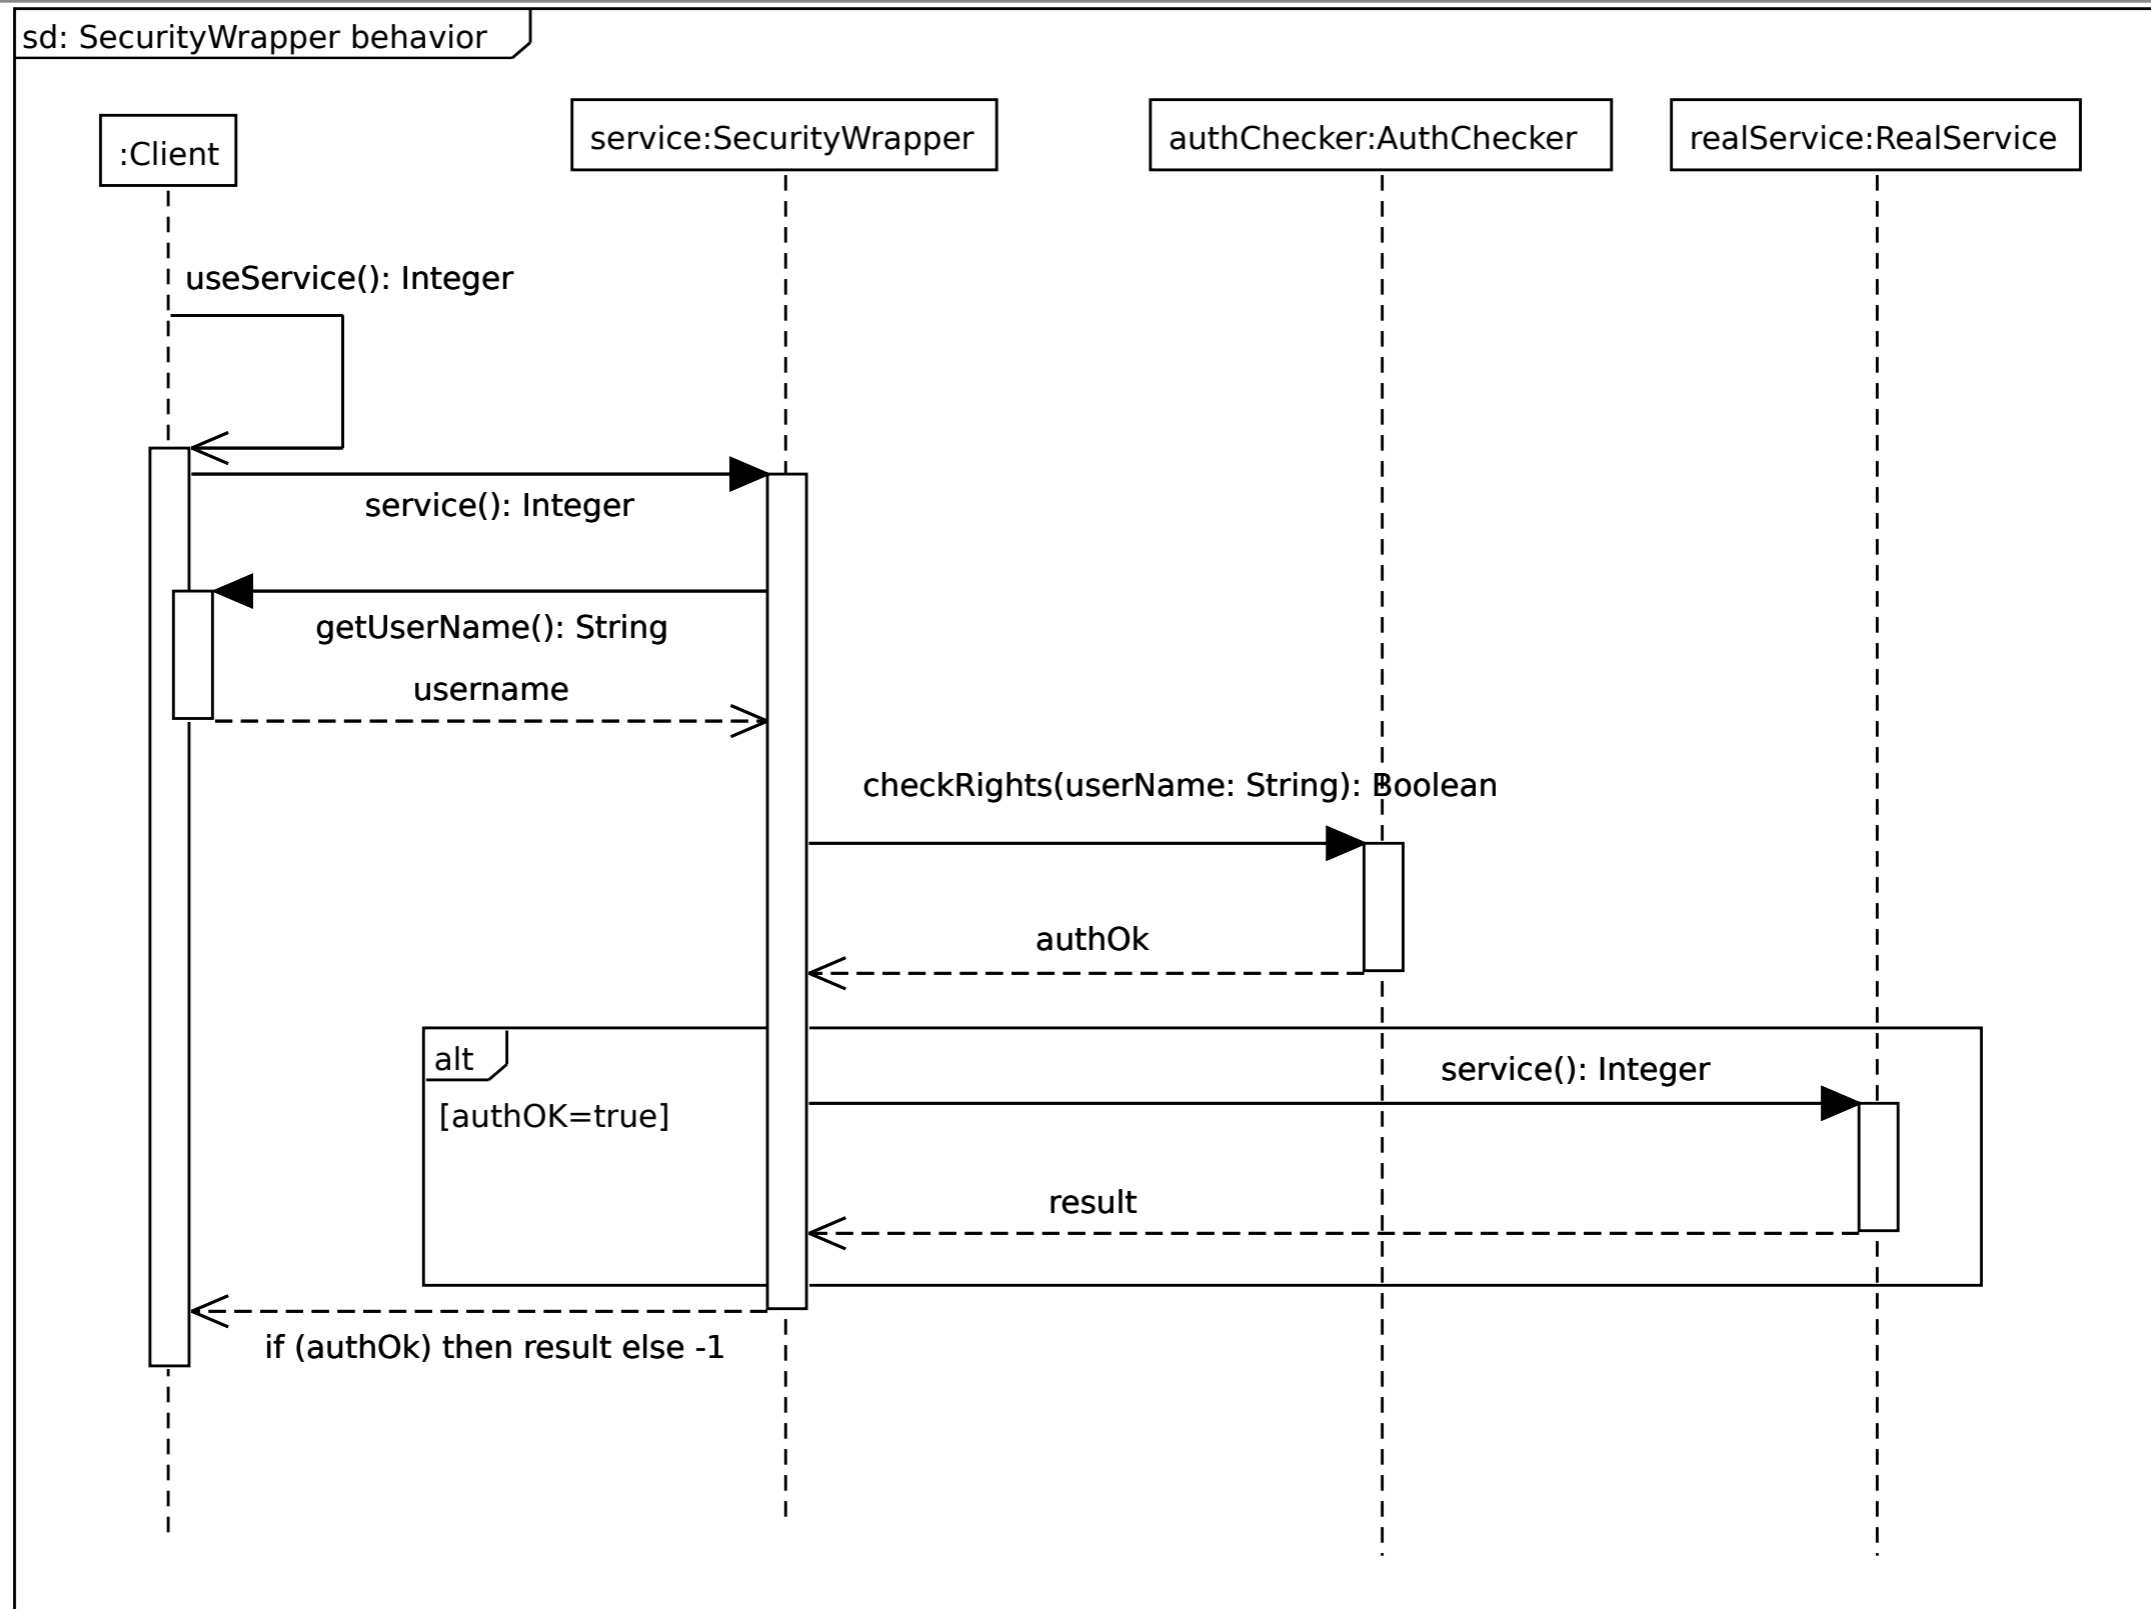 sd: SecurityWrapper behavior
:Client
service:SecurityWrapper
authChecker:AuthChecker
realService:RealService
useService(): Integer
service(): Integer
getUserName(): String
username
checkRights(userName: String): Boolean
authOk
alt
service(): Integer
[authOK=true]
result
if (authOk) then result else -1